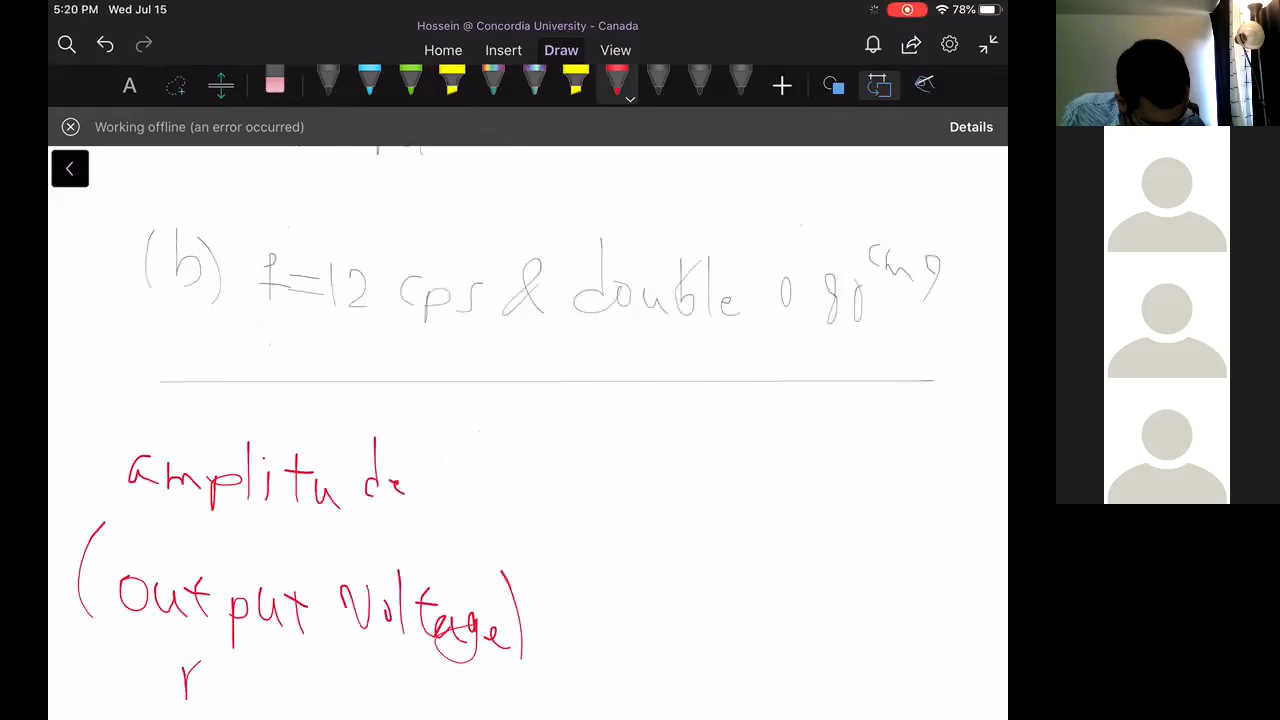 5:20 PM Wed Jul 15
78%
Hossein @ Concordia University - Canada
Home Insert Draw View
A
Working offline (an error occurred)
Details
(b) f=12 cps & double
amplitude
(output Voltage)
r